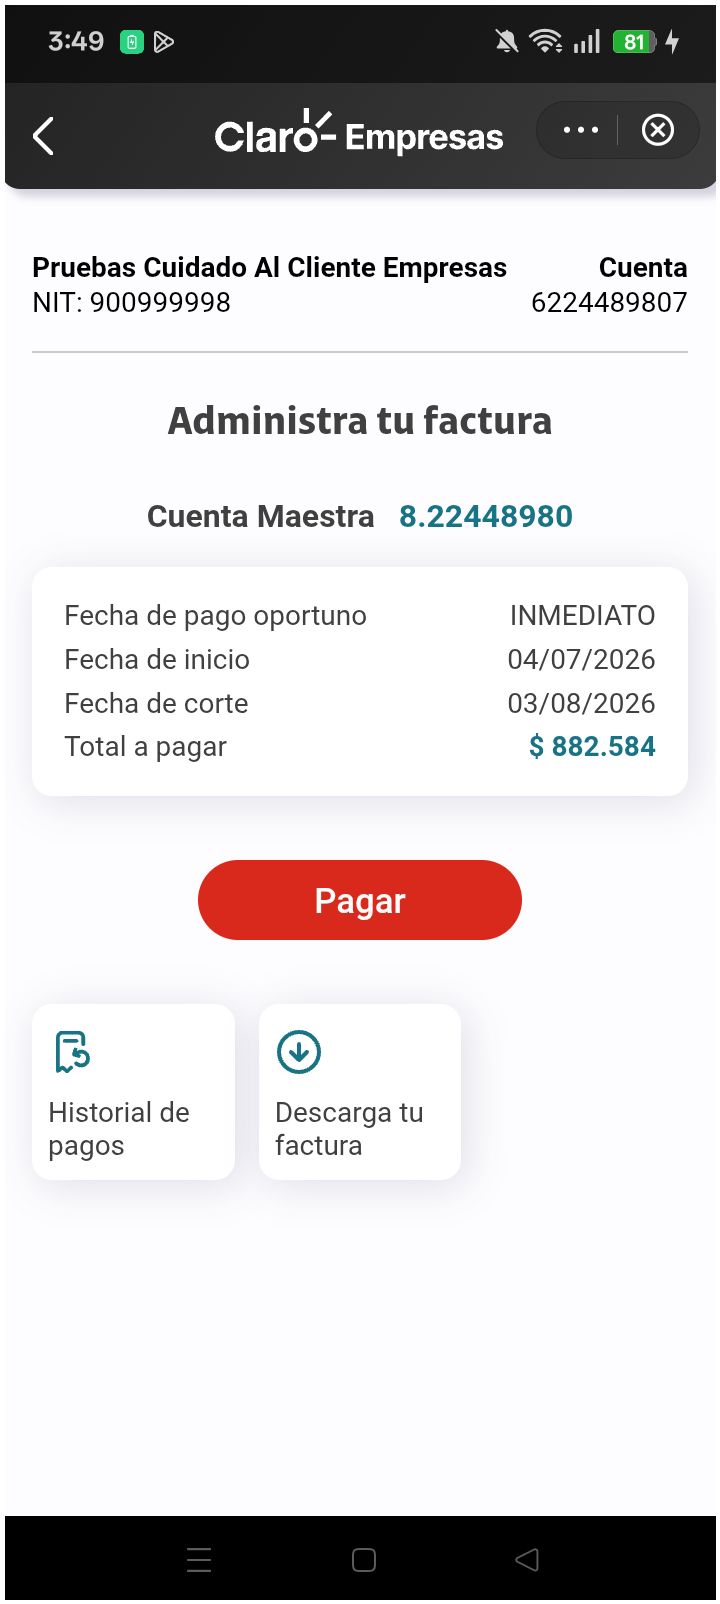 3:49
81
Claro Empresas
Pruebas Cuidado Al Cliente Empresas Cuenta
NIT: 900999998 6224489807
Administra tu factura
Cuenta Maestra 8.22448980
Fecha de pago oportuno INMEDIATO
Fecha de inicio 04/07/2026
Fecha de corte 03/08/2026
Total a pagar $ 882.584
Pagar
Historial de
pagos
Descarga tu
factura